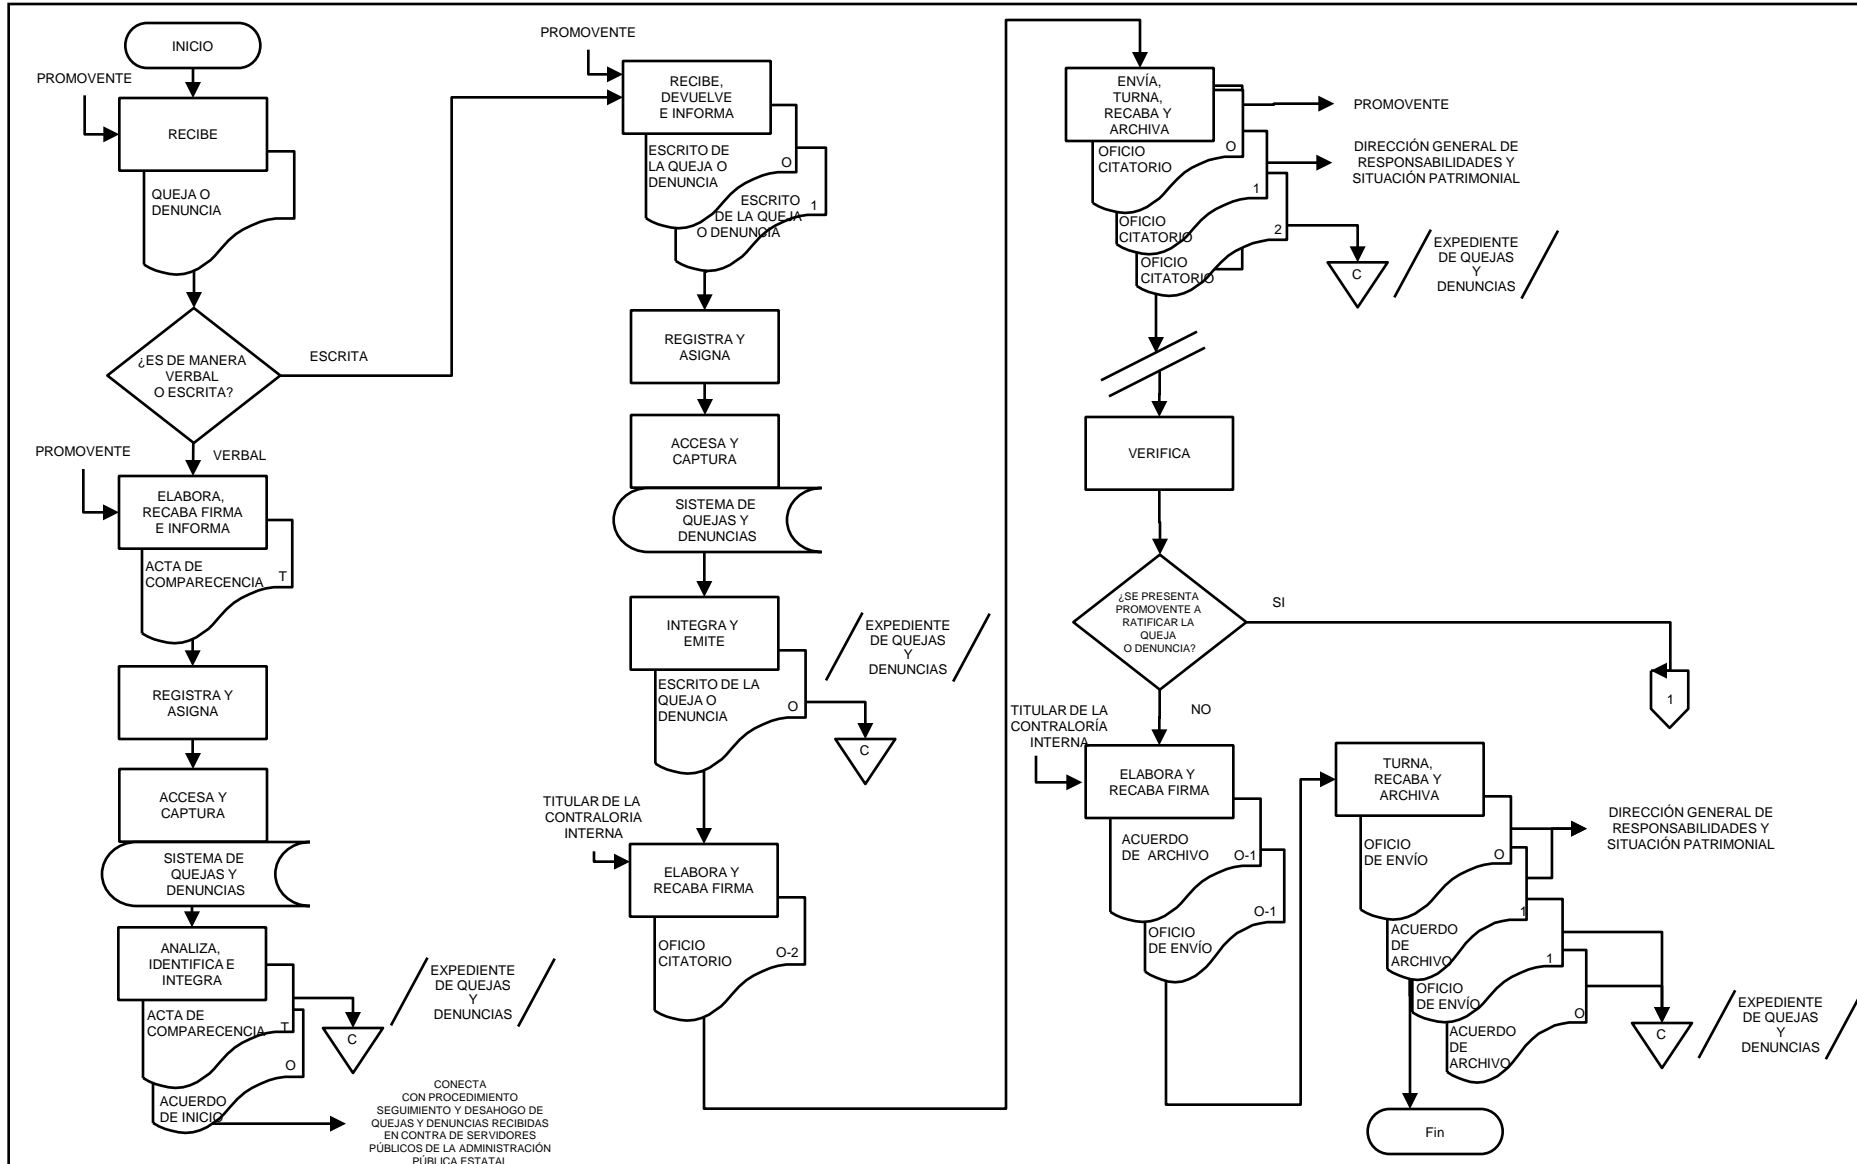 INICIO
PROMOVENTE
RECIBE
QUEJA O
DENUNCIA
¿ES DE MANERA
VERBAL
O ESCRITA?
ESCRITA
VERBAL
PROMOVENTE
ELABORA,
RECABA FIRMA
E INFORMA
ACTA DE
COMPARECENCIA
T
REGISTRA Y
ASIGNA
ACCESA Y
CAPTURA
SISTEMA DE
QUEJAS Y
DENUNCIAS
ANALIZA,
IDENTIFICA E
INTEGRA
ACTA DE
COMPARECENCIA
T
O
ACUERDO
DE INICIO
C
EXPEDIENTE
DE QUEJAS
Y
DENUNCIAS
CONECTA
CON PROCEDIMIENTO
SEGUIMIENTO Y DESAHOGO DE
QUEJAS Y DENUNCIAS RECIBIDAS
EN CONTRA DE SERVIDORES
PÚBLICOS DE LA ADMINISTRACIÓN
PÚBLICA ESTATAL
PROMOVENTE
RECIBE,
DEVUELVE
E INFORMA
ESCRITO DE
LA QUEJA O
DENUNCIA
O
ESCRITO
DE LA QUEJA
O DENUNCIA
1
REGISTRA Y
ASIGNA
ACCESA Y
CAPTURA
SISTEMA DE
QUEJAS Y
DENUNCIAS
INTEGRA Y
EMITE
ESCRITO DE LA
QUEJA O
DENUNCIA
O
EXPEDIENTE
DE QUEJAS
Y
DENUNCIAS
C
TITULAR DE LA
CONTRALORIA
INTERNA
ELABORA Y
RECABA FIRMA
OFICIO
CITATORIO
O-2
ENVÍA,
TURNA,
RECABA Y
ARCHIVA
OFICIO
CITATORIO
O
OFICIO
CITATORIO
1
OFICIO
CITATORIO
2
PROMOVENTE
DIRECCIÓN GENERAL DE
RESPONSABILIDADES Y
SITUACIÓN PATRIMONIAL
C
EXPEDIENTE
DE QUEJAS
Y
DENUNCIAS
VERIFICA
¿SE PRESENTA
PROMOVENTE A
RATIFICAR LA
QUEJA
O DENUNCIA?
SI
1
NO
TITULAR DE LA
CONTRALORÍA
INTERNA
ELABORA Y
RECABA FIRMA
ACUERDO
DE ARCHIVO
O-1
OFICIO
DE ENVÍO
O-1
TURNA,
RECABA Y
ARCHIVA
OFICIO
DE ENVÍO
O
ACUERDO
DE
ARCHIVO
1
OFICIO
DE ENVÍO
1
ACUERDO
DE
ARCHIVO
O
DIRECCIÓN GENERAL DE
RESPONSABILIDADES Y
SITUACIÓN PATRIMONIAL
C
EXPEDIENTE
DE QUEJAS
Y
DENUNCIAS
Fin